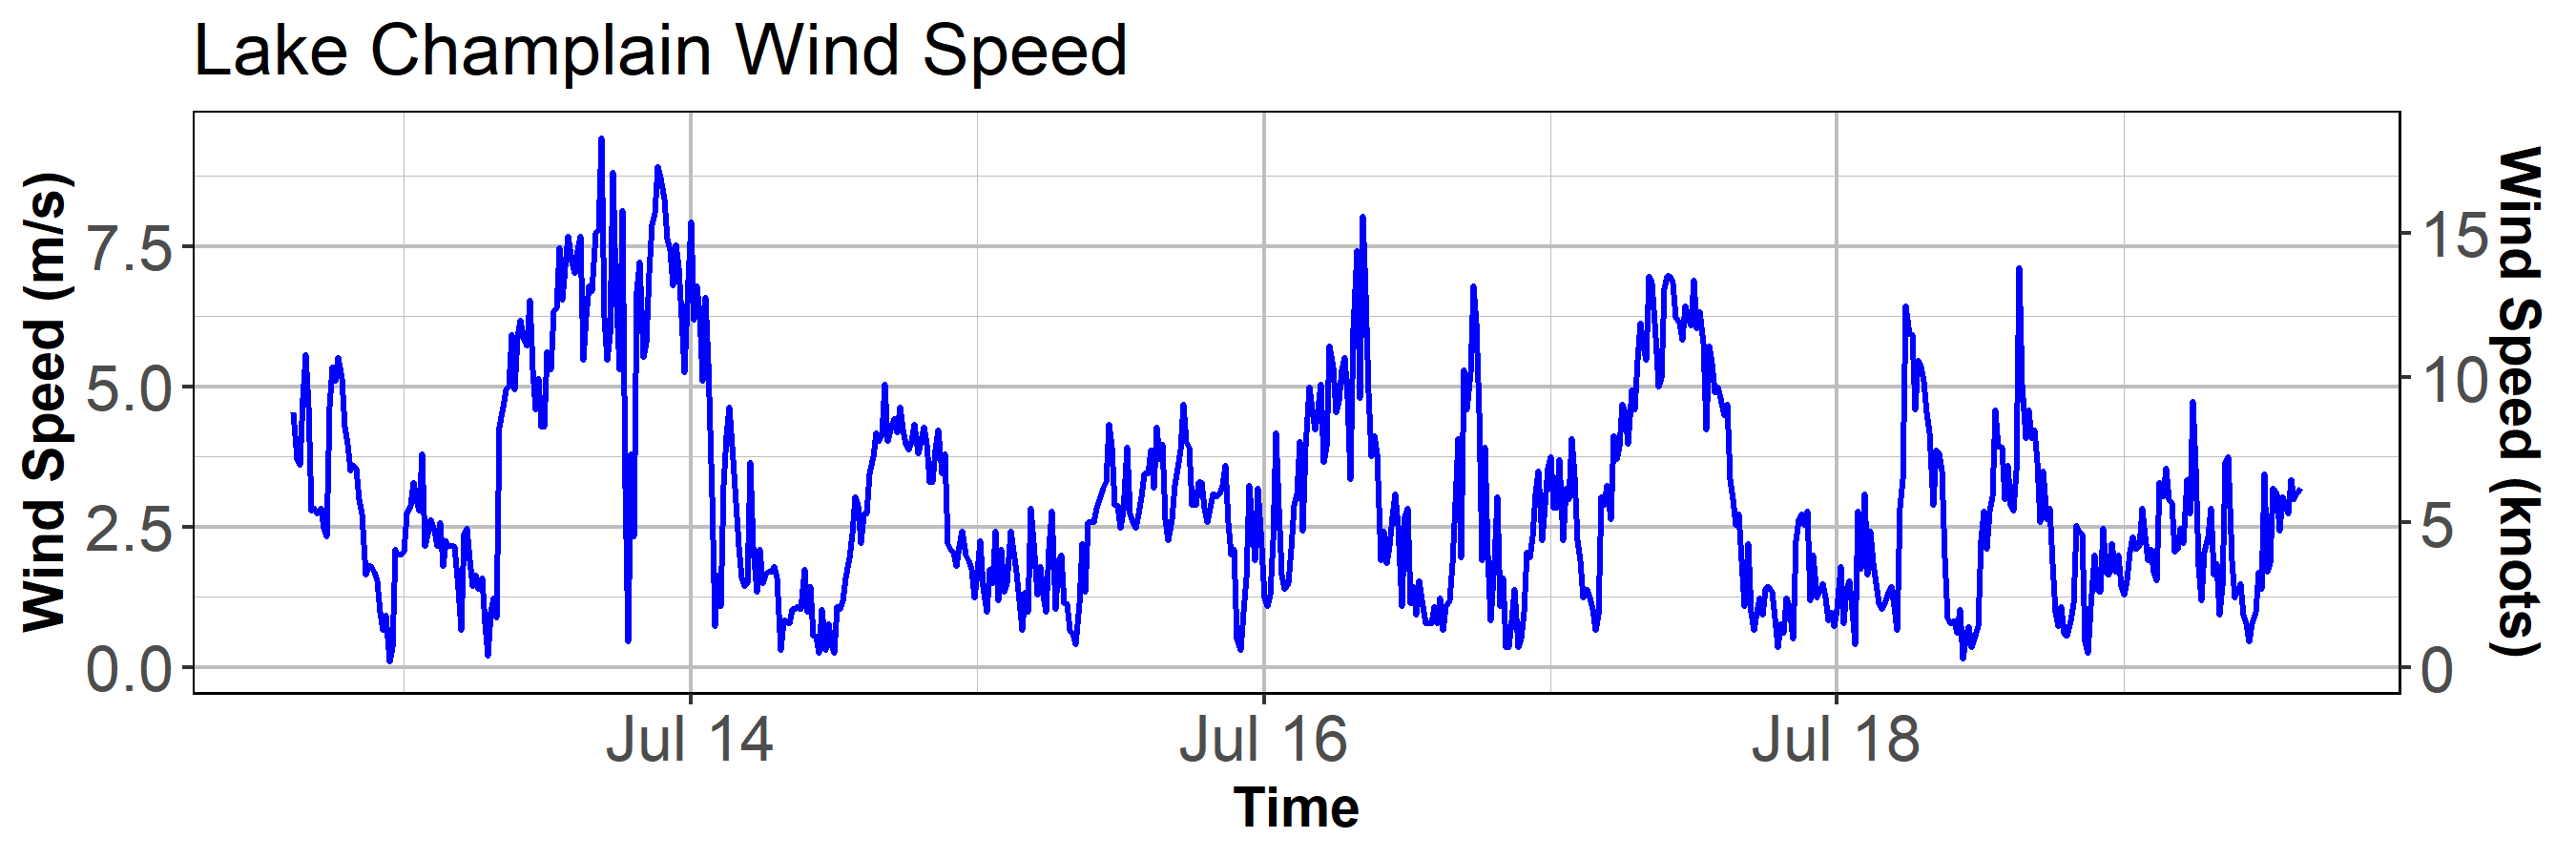 Lake Champlain Wind Speed
Wind Speed (m/s)
7.5
5.0
2.5
0.0
15
10
5
0
Wind Speed (knots)
Jul 14
Jul 16
Jul 18
Time